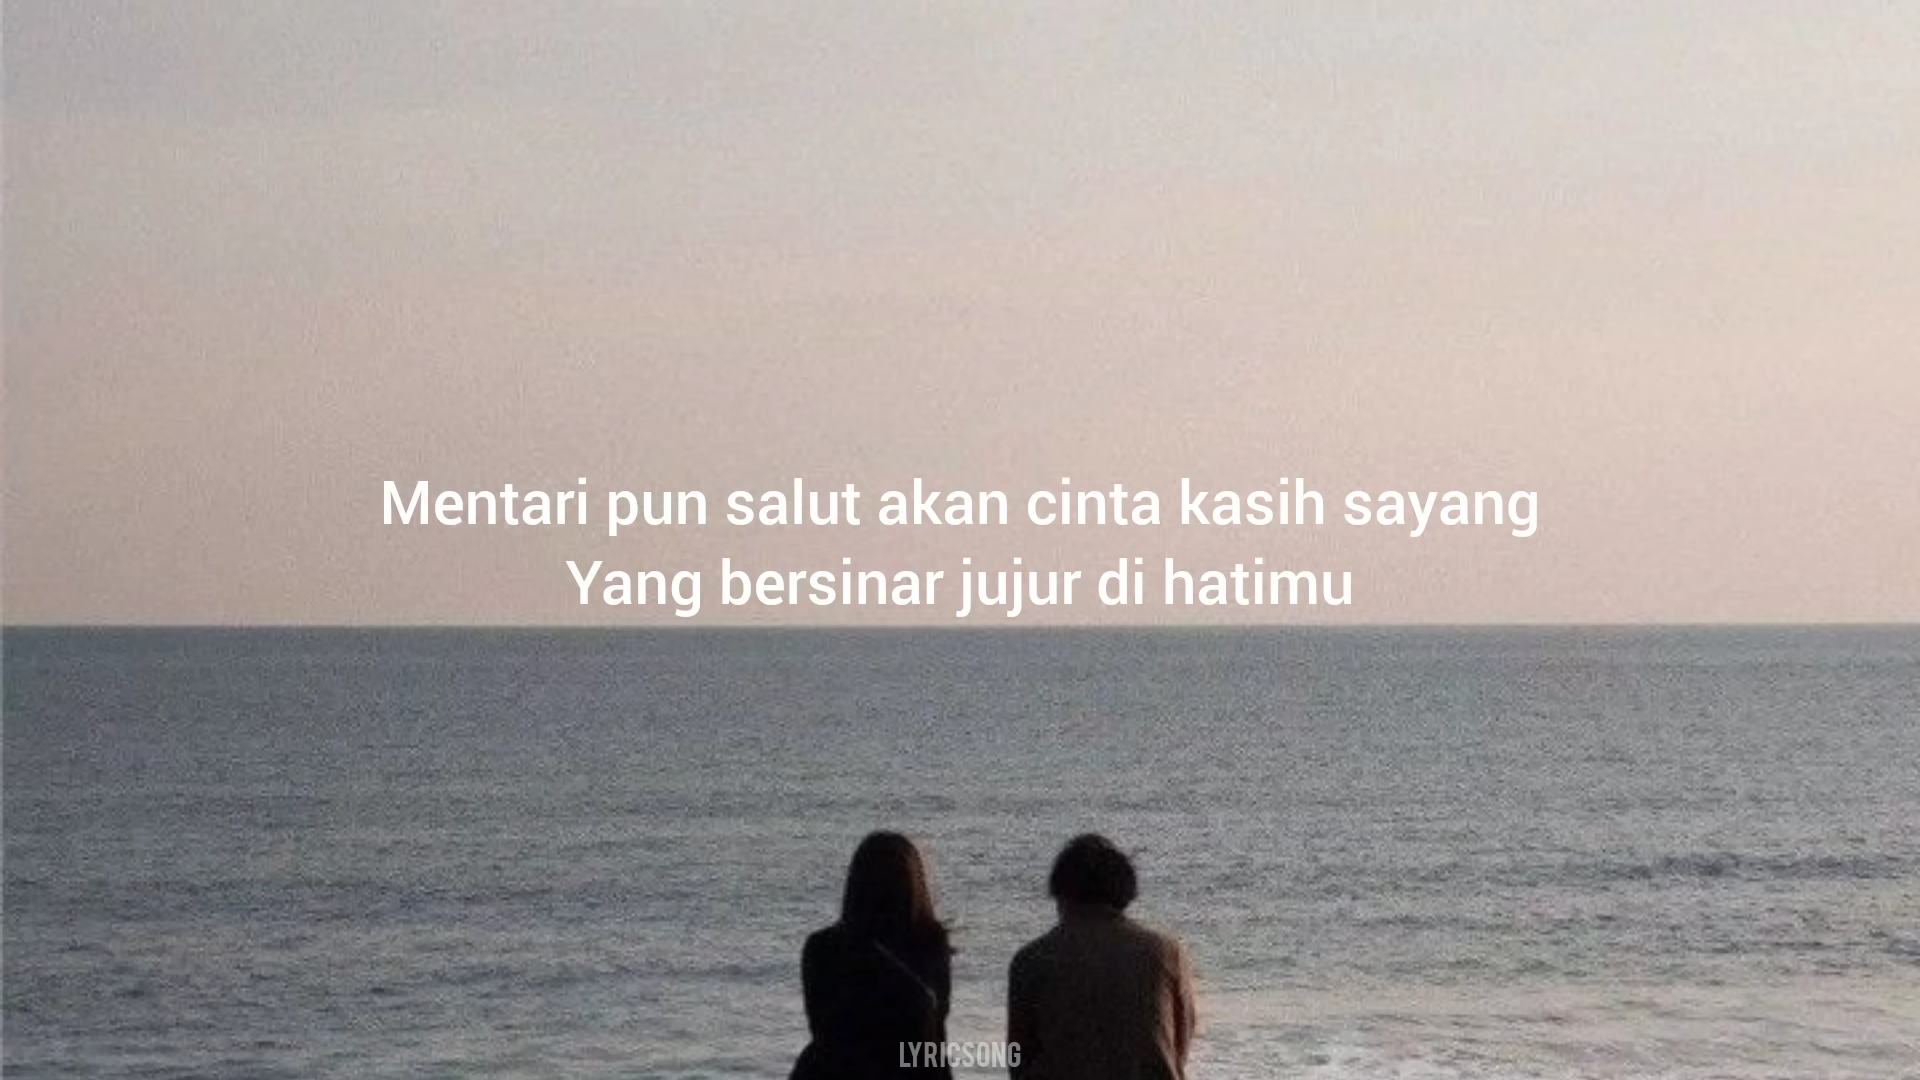 Mentari pun salut akan cinta kasih sayang
Yang bersinar jujur di hatimu
LYRICSONG